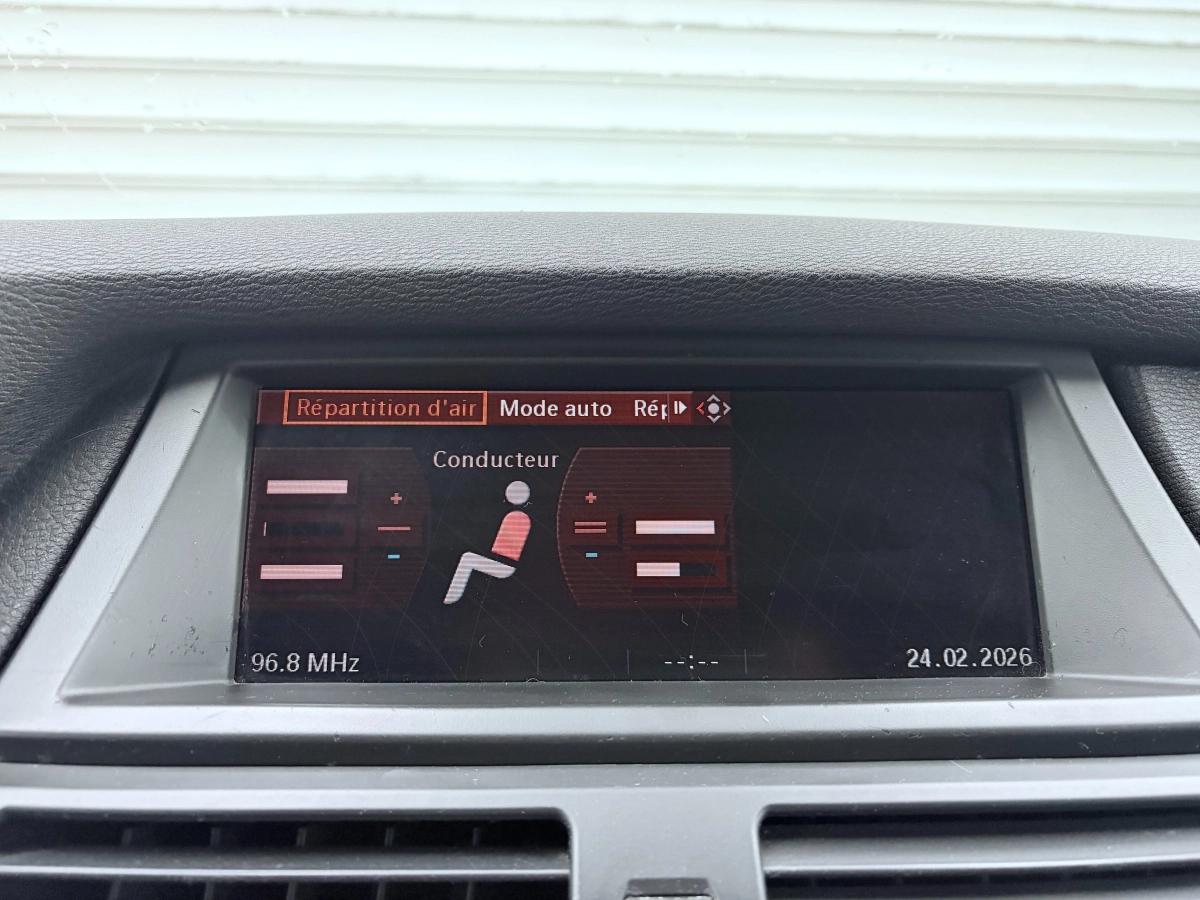 Répartition d'air Mode auto Rép
Conducteur
96.8 MHz --:-- 24.02.2026